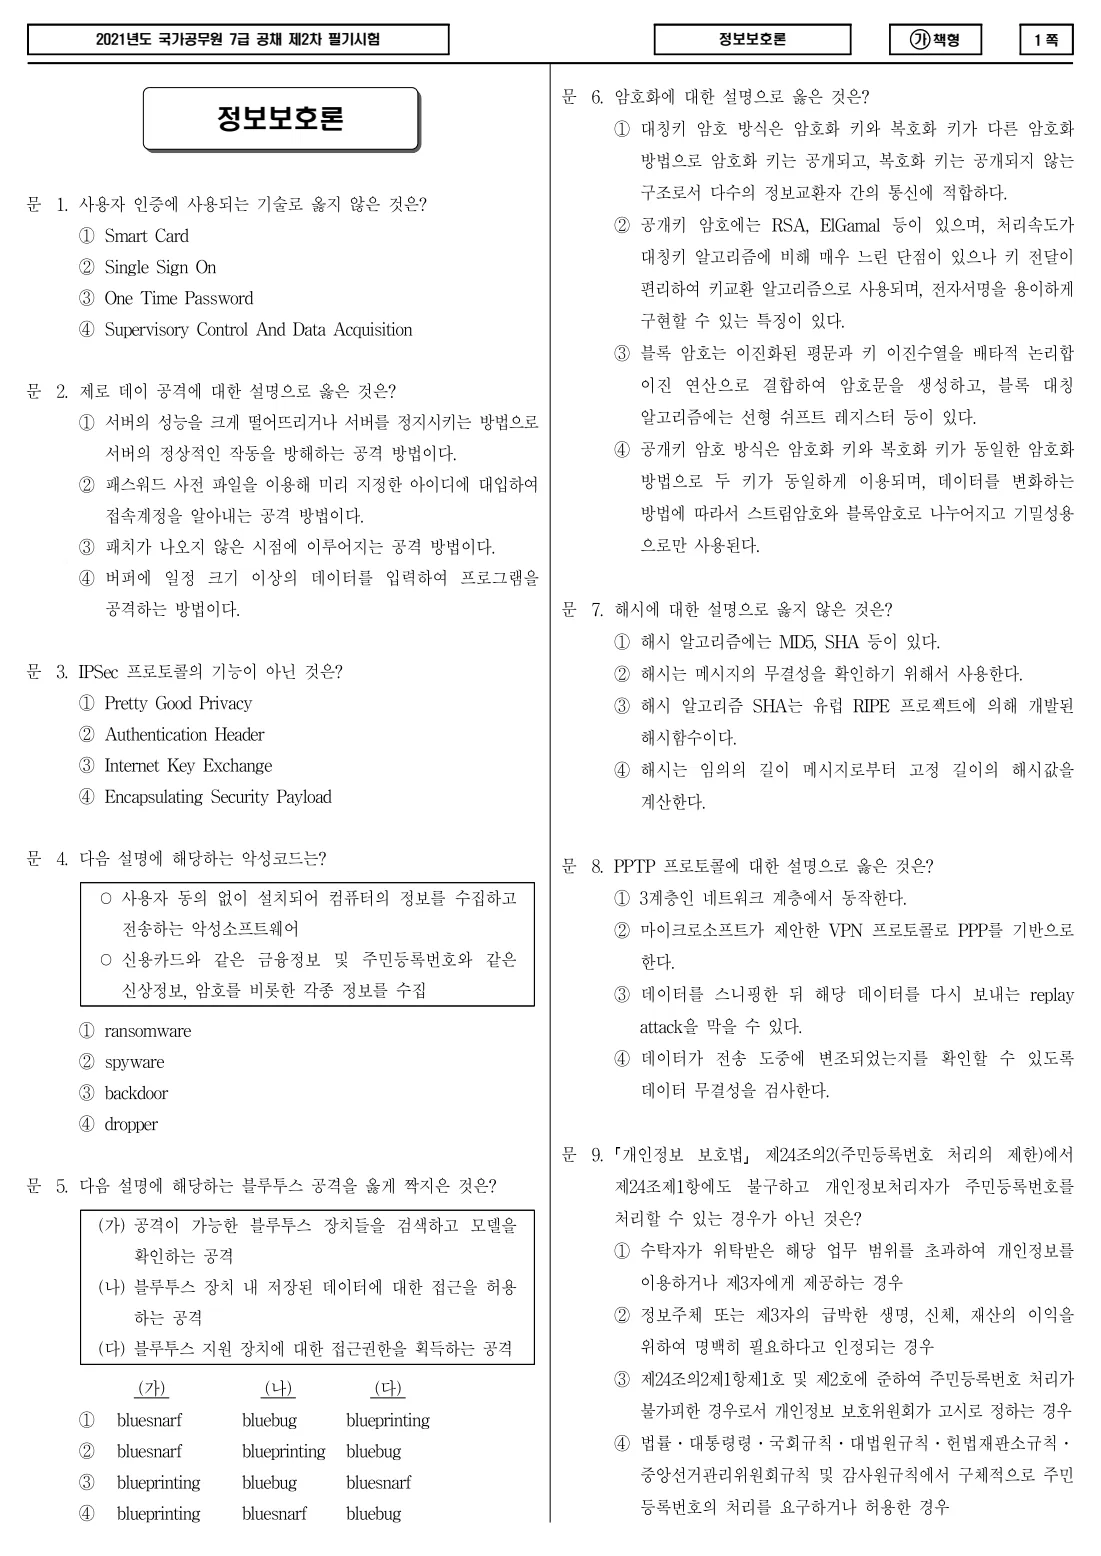 2021년도 국가공무원 7급 공채 제2차 필기시험
정보보호론
㉮책형
1 쪽
정보보호론
문 1. 사용자 인증에 사용되는 기술로 옳지 않은 것은?
① Smart Card
② Single Sign On
③ One Time Password
④ Supervisory Control And Data Acquisition
문 2. 제로 데이 공격에 대한 설명으로 옳은 것은?
① 서버의 성능을 크게 떨어뜨리거나 서버를 정지시키는 방법으로
서버의 정상적인 작동을 방해하는 공격 방법이다.
② 패스워드 사전 파일을 이용해 미리 지정한 아이디에 대입하여
접속계정을 알아내는 공격 방법이다.
③ 패치가 나오지 않은 시점에 이루어지는 공격 방법이다.
④ 버퍼에 일정 크기 이상의 데이터를 입력하여 프로그램을
공격하는 방법이다.
문 3. IPSec 프로토콜의 기능이 아닌 것은?
① Pretty Good Privacy
② Authentication Header
③ Internet Key Exchange
④ Encapsulating Security Payload
문 4. 다음 설명에 해당하는 악성코드는?
○ 사용자 동의 없이 설치되어 컴퓨터의 정보를 수집하고
전송하는 악성소프트웨어
○ 신용카드와 같은 금융정보 및 주민등록번호와 같은
신상정보, 암호를 비롯한 각종 정보를 수집
① ransomware
② spyware
③ backdoor
④ dropper
문 5. 다음 설명에 해당하는 블루투스 공격을 옳게 짝지은 것은?
(가) 공격이 가능한 블루투스 장치들을 검색하고 모델을
확인하는 공격
(나) 블루투스 장치 내 저장된 데이터에 대한 접근을 허용
하는 공격
(다) 블루투스 지원 장치에 대한 접근권한을 획득하는 공격
(가) (나) (다)
① bluesnarf bluebug blueprinting
② bluesnarf blueprinting bluebug
③ blueprinting bluebug bluesnarf
④ blueprinting bluesnarf bluebug
문 6. 암호화에 대한 설명으로 옳은 것은?
① 대칭키 암호 방식은 암호화 키와 복호화 키가 다른 암호화
방법으로 암호화 키는 공개되고, 복호화 키는 공개되지 않는
구조로서 다수의 정보교환자 간의 통신에 적합하다.
② 공개키 암호에는 RSA, ElGamal 등이 있으며, 처리속도가
대칭키 알고리즘에 비해 매우 느린 단점이 있으나 키 전달이
편리하여 키교환 알고리즘으로 사용되며, 전자서명을 용이하게
구현할 수 있는 특징이 있다.
③ 블록 암호는 이진화된 평문과 키 이진수열을 배타적 논리합
이진 연산으로 결합하여 암호문을 생성하고, 블록 대칭
알고리즘에는 선형 쉬프트 레지스터 등이 있다.
④ 공개키 암호 방식은 암호화 키와 복호화 키가 동일한 암호화
방법으로 두 키가 동일하게 이용되며, 데이터를 변화하는
방법에 따라서 스트림암호와 블록암호로 나누어지고 기밀성용
으로만 사용된다.
문 7. 해시에 대한 설명으로 옳지 않은 것은?
① 해시 알고리즘에는 MD5, SHA 등이 있다.
② 해시는 메시지의 무결성을 확인하기 위해서 사용한다.
③ 해시 알고리즘 SHA는 유럽 RIPE 프로젝트에 의해 개발된
해시함수이다.
④ 해시는 임의의 길이 메시지로부터 고정 길이의 해시값을
계산한다.
문 8. PPTP 프로토콜에 대한 설명으로 옳은 것은?
① 3계층인 네트워크 계층에서 동작한다.
② 마이크로소프트가 제안한 VPN 프로토콜로 PPP를 기반으로
한다.
③ 데이터를 스니핑한 뒤 해당 데이터를 다시 보내는 replay
attack을 막을 수 있다.
④ 데이터가 전송 도중에 변조되었는지를 확인할 수 있도록
데이터 무결성을 검사한다.
문 9. 「개인정보 보호법」 제24조의2(주민등록번호 처리의 제한)에서
제24조제1항에도 불구하고 개인정보처리자가 주민등록번호를
처리할 수 있는 경우가 아닌 것은?
① 수탁자가 위탁받은 해당 업무 범위를 초과하여 개인정보를
이용하거나 제3자에게 제공하는 경우
② 정보주체 또는 제3자의 급박한 생명, 신체, 재산의 이익을
위하여 명백히 필요하다고 인정되는 경우
③ 제24조의2제1항제1호 및 제2호에 준하여 주민등록번호 처리가
불가피한 경우로서 개인정보 보호위원회가 고시로 정하는 경우
④ 법률･대통령령･국회규칙･대법원규칙･헌법재판소규칙･
중앙선거관리위원회규칙 및 감사원규칙에서 구체적으로 주민
등록번호의 처리를 요구하거나 허용한 경우